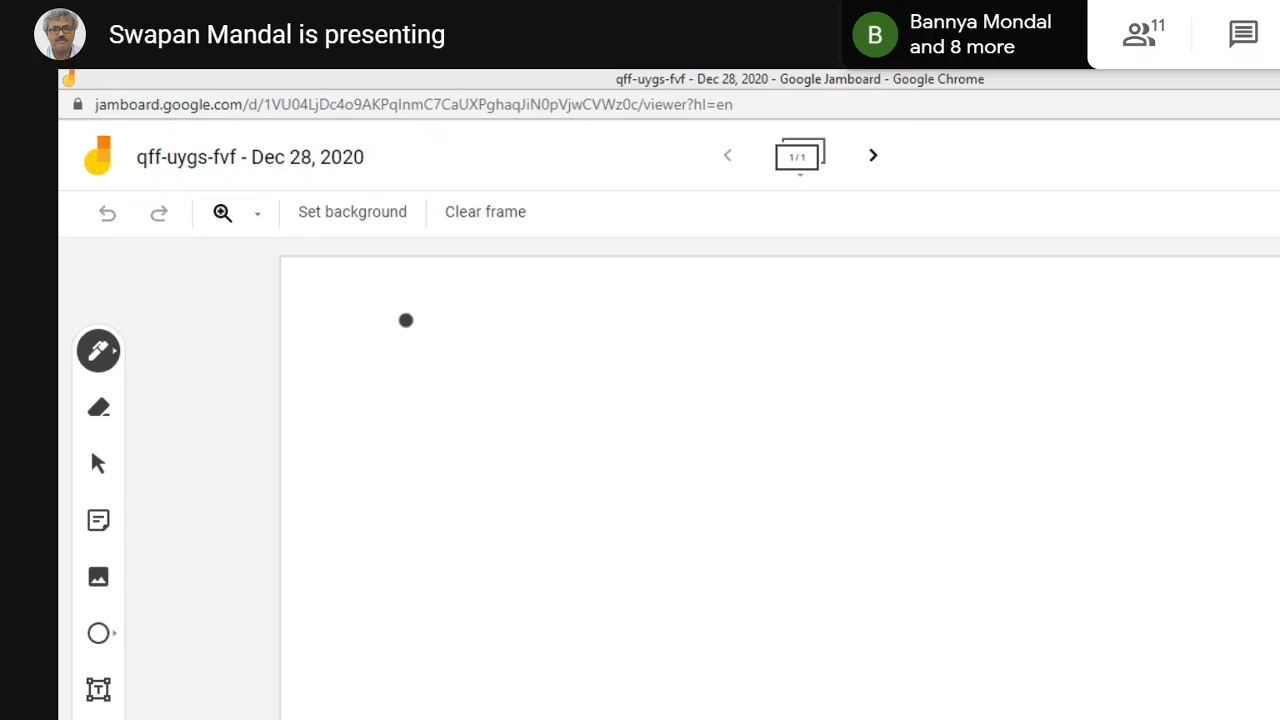 Swapan Mandal is presenting
B
Bannya Mondal
and 8 more
11
qff-uygs-fvf - Dec 28, 2020 - Google Jamboard - Google Chrome
jamboard.google.com/d/1VU04LjDc4o9AKPqInmC7CaUXPghaqJiN0pVjwCVWz0c/viewer?hl=en
qff-uygs-fvf - Dec 28, 2020
1/1
Set background
Clear frame
T